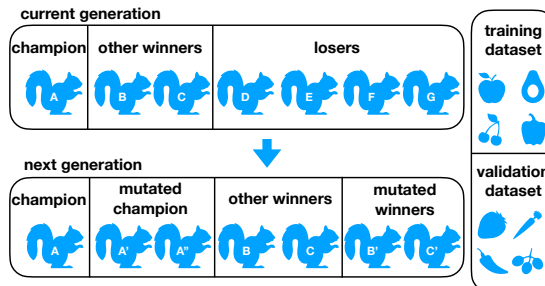 current generation
champion
other winners
losers
A
B
C
D
E
F
G
next generation
champion
mutated
champion
other winners
mutated
winners
A
A'
A"
B
C
B'
C'
training
dataset
validation
dataset